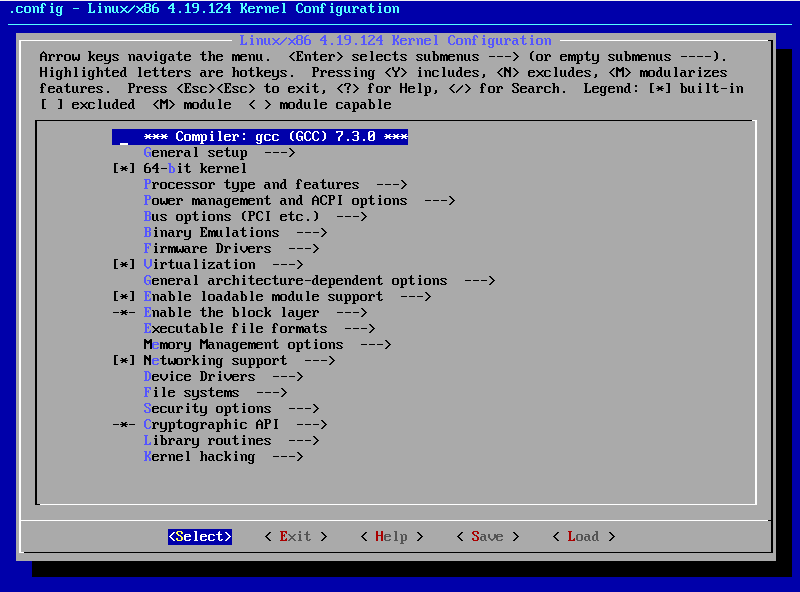 .config - Linux/x86 4.19.124 Kernel Configuration
Linux/x86 4.19.124 Kernel Configuration
Arrow keys navigate the menu.  <Enter> selects submenus ---> (or empty submenus ----).
Highlighted letters are hotkeys.  Pressing <Y> includes, <N> excludes, <M> modularizes
features.  Press <Esc><Esc> to exit, <?> for Help, </> for Search.  Legend: [*] built-in
[ ] excluded  <M> module  < > module capable
*** Compiler: gcc (GCC) 7.3.0 ***
General setup  --->
[*] 64-bit kernel
Processor type and features  --->
Power management and ACPI options  --->
Bus options (PCI etc.)  --->
Binary Emulations  --->
Firmware Drivers  --->
[*] Virtualization  --->
General architecture-dependent options  --->
[*] Enable loadable module support  --->
-*- Enable the block layer  --->
Executable file formats  --->
Memory Management options  --->
[*] Networking support  --->
Device Drivers  --->
File systems  --->
Security options  --->
-*- Cryptographic API  --->
Library routines  --->
Kernel hacking  --->
<Select>    < Exit >    < Help >    < Save >    < Load >